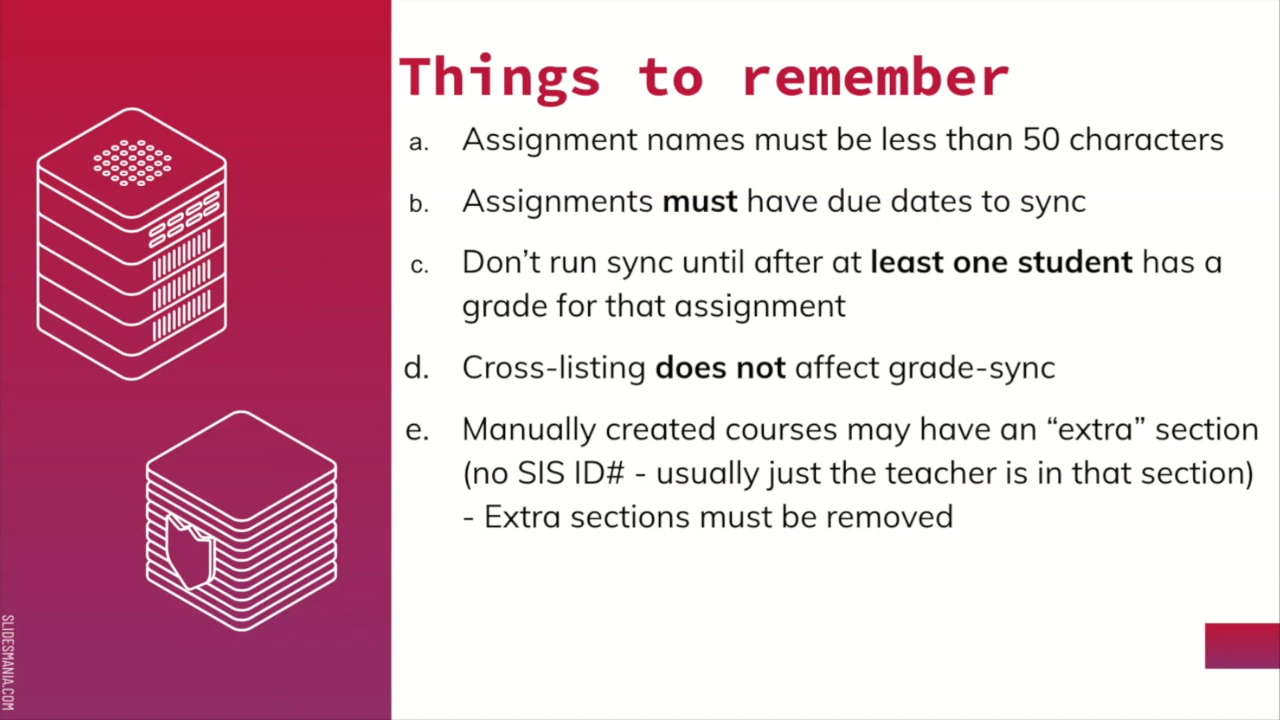 Things to remember
a. Assignment names must be less than 50 characters
b. Assignments must have due dates to sync
c. Don’t run sync until after at least one student has a
grade for that assignment
d. Cross-listing does not affect grade-sync
e. Manually created courses may have an “extra” section
(no SIS ID# - usually just the teacher is in that section)
- Extra sections must be removed
SLIDESMANIA.COM